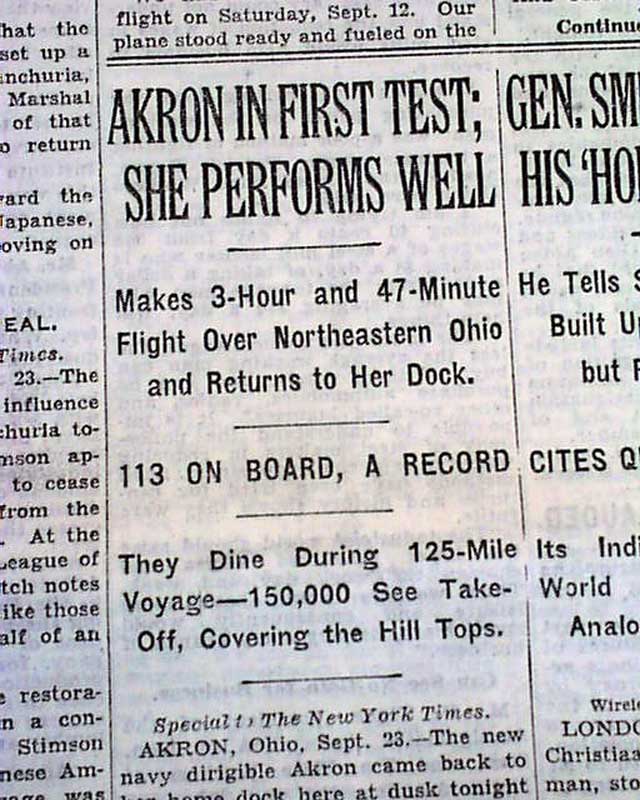 that the
set up a
anchuria,
Marshal
of that
o return
ard the
Japanese,
oving on
EAL.
Times.
23.—The
influence
churia to-
mson ap-
to cease
from the
At the
League of
tch notes
like those
alf of an
e restora-
n a con-
Stimson
nese Am-
was
flight on Saturday, Sept. 12. Our
plane stood ready and fueled on the
AKRON IN FIRST TEST;
SHE PERFORMS WELL
Makes 3-Hour and 47-Minute
Flight Over Northeastern Ohio
and Returns to Her Dock.
113 ON BOARD, A RECORD
They Dine During 125-Mile
Voyage—150,000 See Take-
Off, Covering the Hill Tops.
Special to The New York Times.
AKRON, Ohio, Sept. 23.—The new
navy dirigible Akron came back to
her home dock here at dusk tonight
Continu
GEN. SM
HIS 'HO
He Tells S
Built U
but F
CITES Q
Its Indi
World
Analo
Wirele
LONDO
Christiaa
man, sto